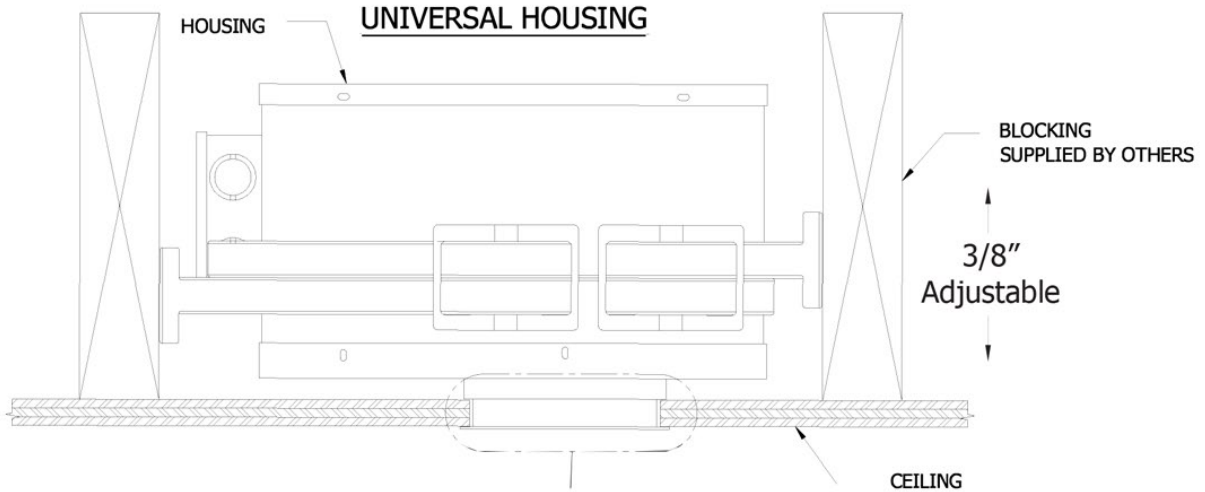 UNIVERSAL HOUSING
HOUSING
BLOCKING
SUPPLIED BY OTHERS
3/8″
Adjustable
CEILING